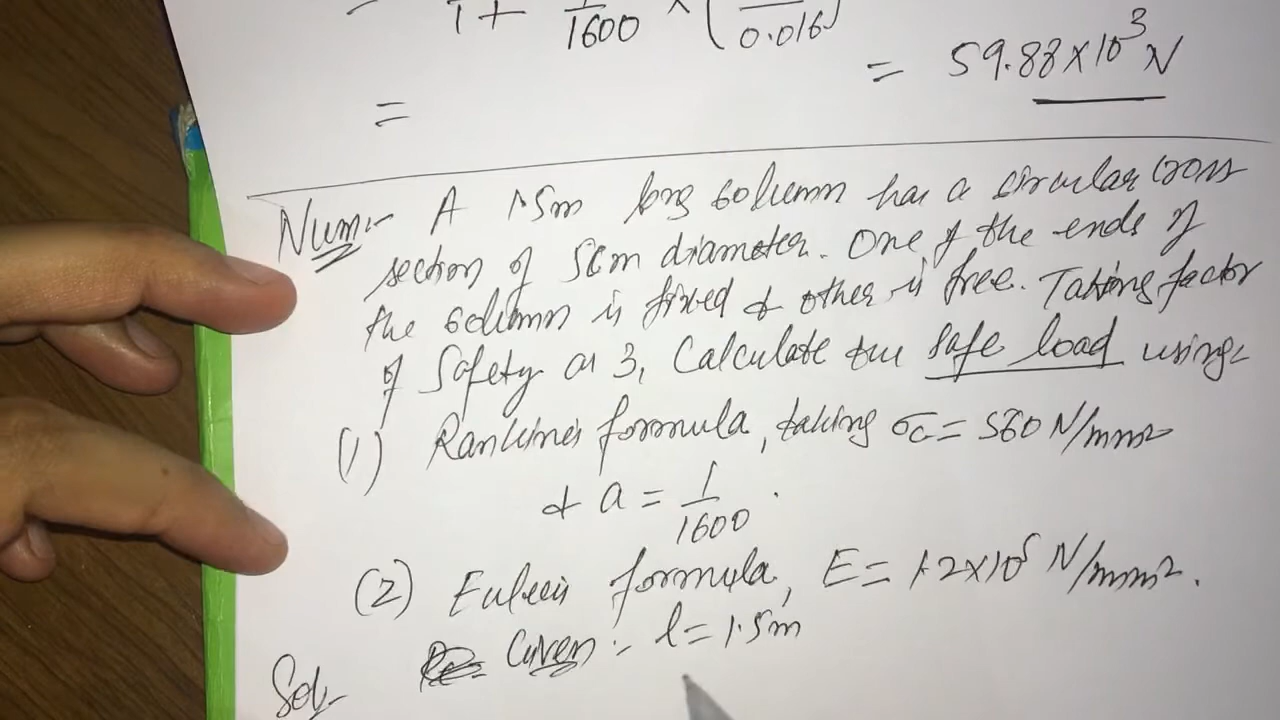 = 1+ 1/1600 × ( /0.016)
= 59.88×10³ N
=
Num:- A 1.5m long column has a circular cross
section of 5cm diameter. One of the ends of
the column is fixed & other is free. Taking factor
of Safety as 3, Calculate the safe load using:
(1) Rankine's formula, taking σc = 560 N/mm²
& a = 1/1600 .
(2) Euler's formula, E = 1.2×10⁵ N/mm².
Sol:- Given:- l = 1.5m